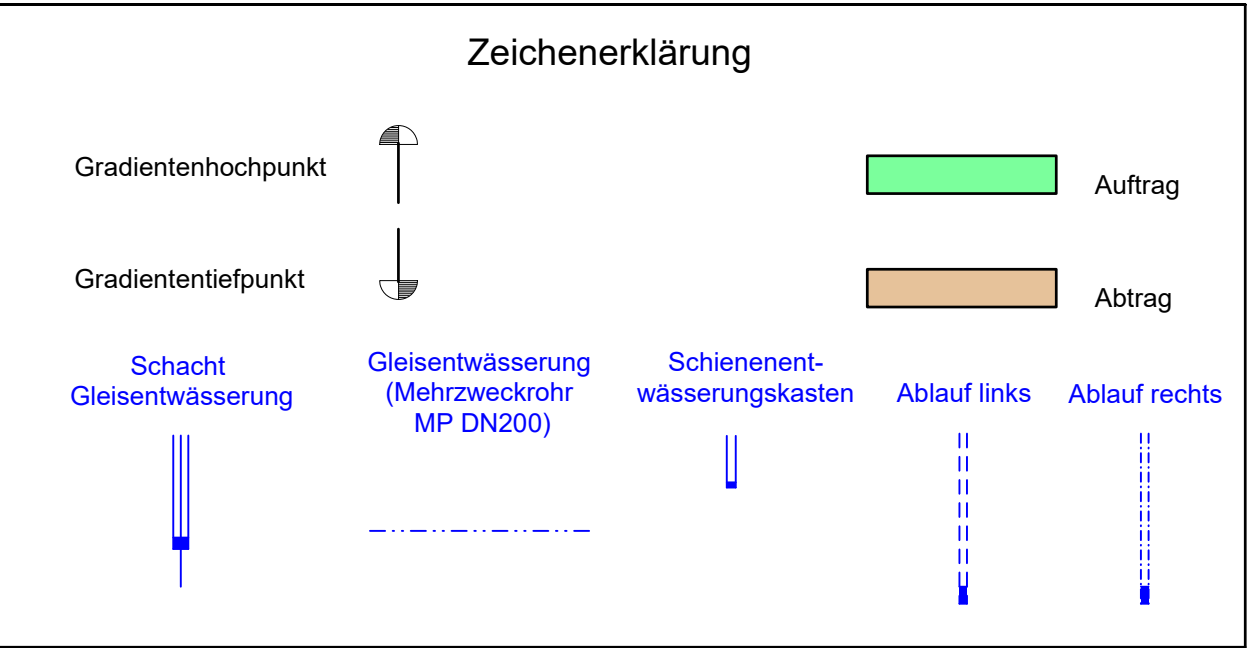 Zeichenerklärung
Gradientenhochpunkt
Auftrag
Gradiententiefpunkt
Abtrag
Schacht
Gleisentwässerung
Gleisentwässerung
(Mehrzweckrohr
MP DN200)
Schienenent-
wässerungskasten
Ablauf links
Ablauf rechts